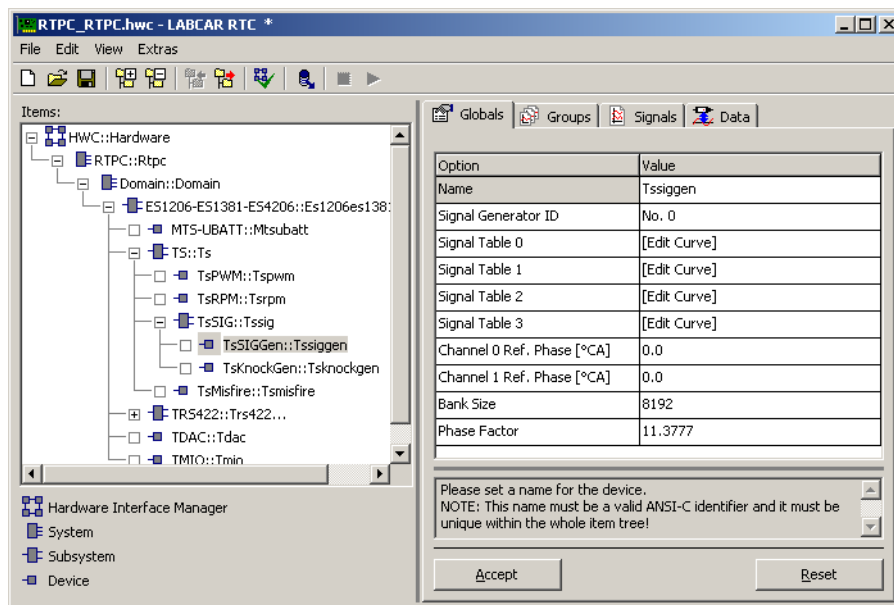 RTPC_RTPC.hwc - LABCAR RTC *
File Edit View Extras
Items:
HWC::Hardware
RTPC::Rtpc
Domain::Domain
ES1206-ES1381-ES4206::Es1206es1381
MTS-UBATT::Mtsubatt
TS::Ts
TsPWM::Tspwm
TsRPM::Tsrpm
TsSIG::Tssig
TsSIGGen::Tssiggen
TsKnockGen::Tsknockgen
TsMisfire::Tsmisfire
TRS422::Trs422...
TDAC::Tdac
TMIO::Tmio
Hardware Interface Manager
System
Subsystem
Device
Globals Groups Signals Data
Option Value
Name Tssiggen
Signal Generator ID No. 0
Signal Table 0 [Edit Curve]
Signal Table 1 [Edit Curve]
Signal Table 2 [Edit Curve]
Signal Table 3 [Edit Curve]
Channel 0 Ref. Phase [°CA] 0.0
Channel 1 Ref. Phase [°CA] 0.0
Bank Size 8192
Phase Factor 11.3777
Please set a name for the device.
NOTE: This name must be a valid ANSI-C identifier and it must be
unique within the whole item tree!
Accept Reset